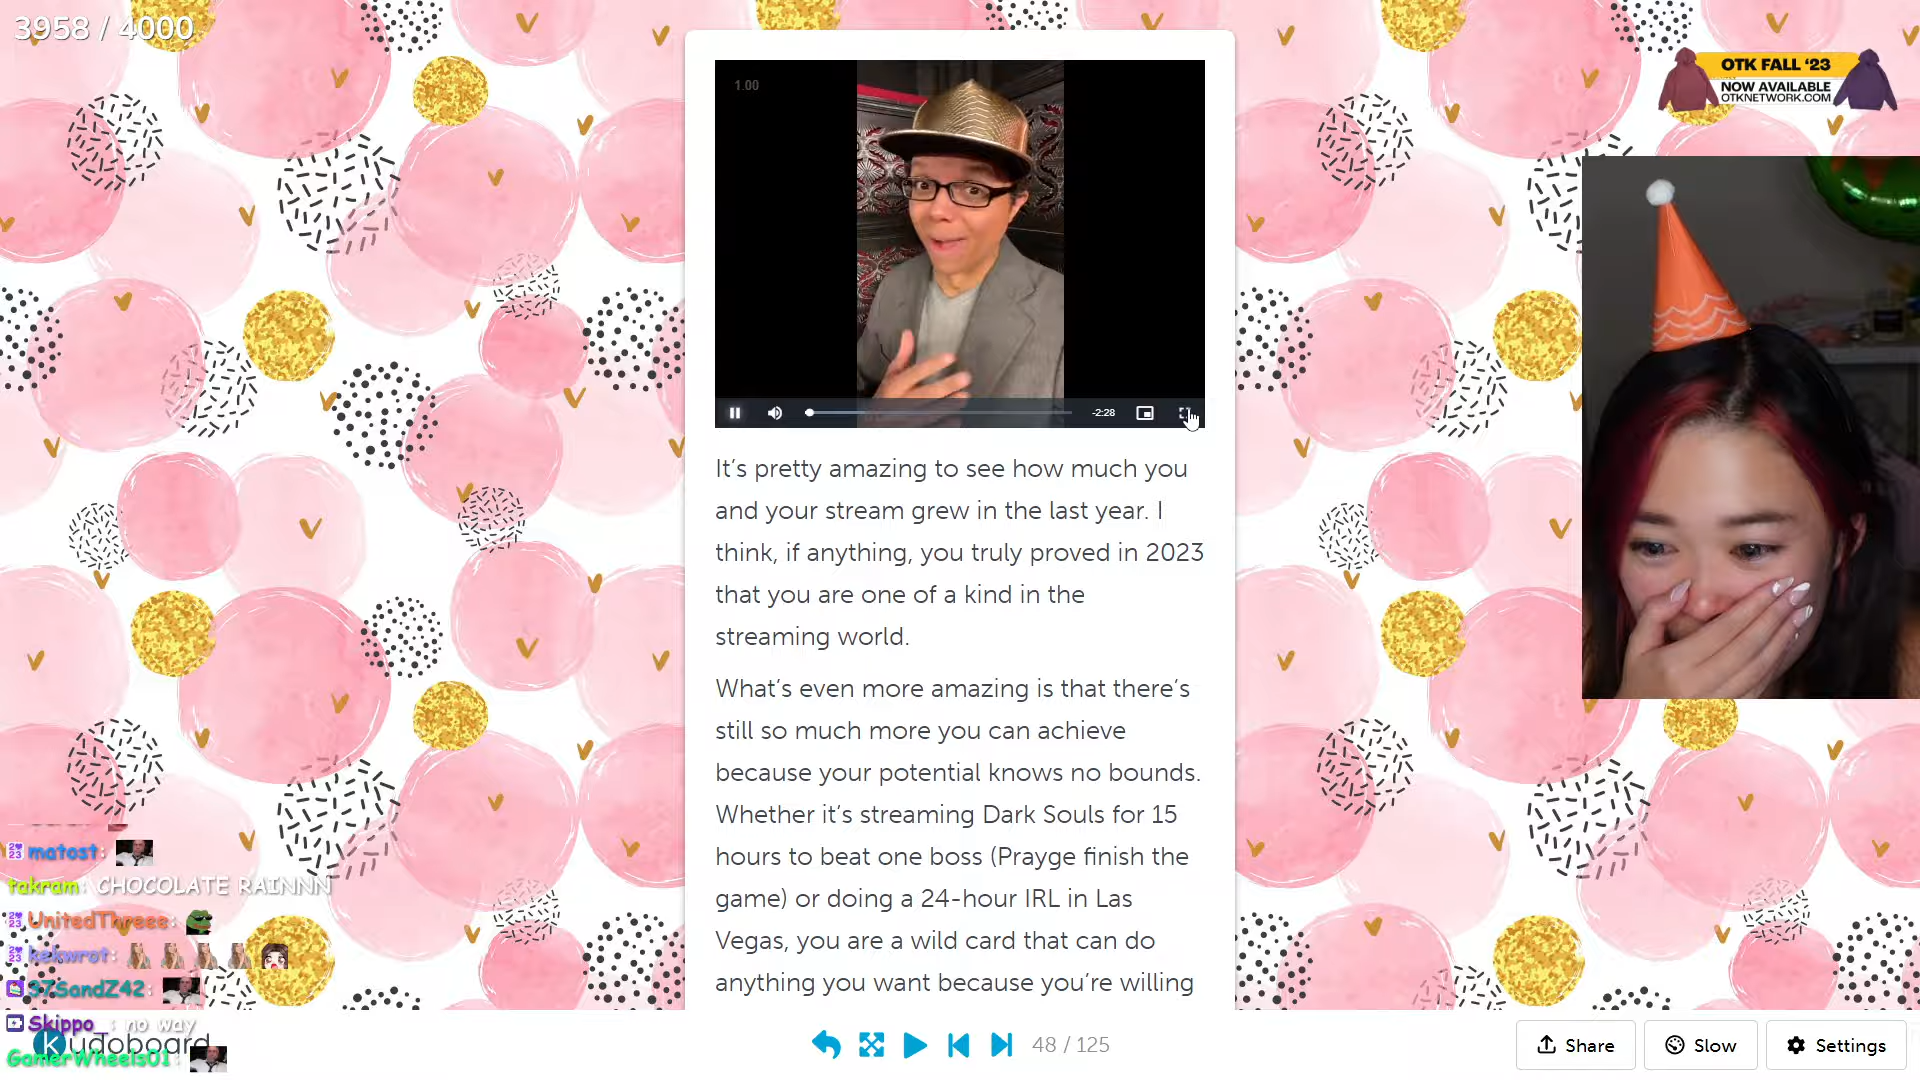 3958 / 4000
OTK FALL ‘23
NOW AVAILABLE
OTKNETWORK.COM
1.00
-2:28
It’s pretty amazing to see how much you
and your stream grew in the last year. I
think, if anything, you truly proved in 2023
that you are one of a kind in the
streaming world.
What’s even more amazing is that there’s
still so much more you can achieve
because your potential knows no bounds.
Whether it’s streaming Dark Souls for 15
hours to beat one boss (Prayge finish the
game) or doing a 24-hour IRL in Las
Vegas, you are a wild card that can do
anything you want because you’re willing
matost:
takram: CHOCOLATE RAINNN
UnitedThreee:
kekwrot:
37SandZ42:
Skippo_: no way
GamerWheels01:
kudoboard
48 / 125
Share
Slow
Settings